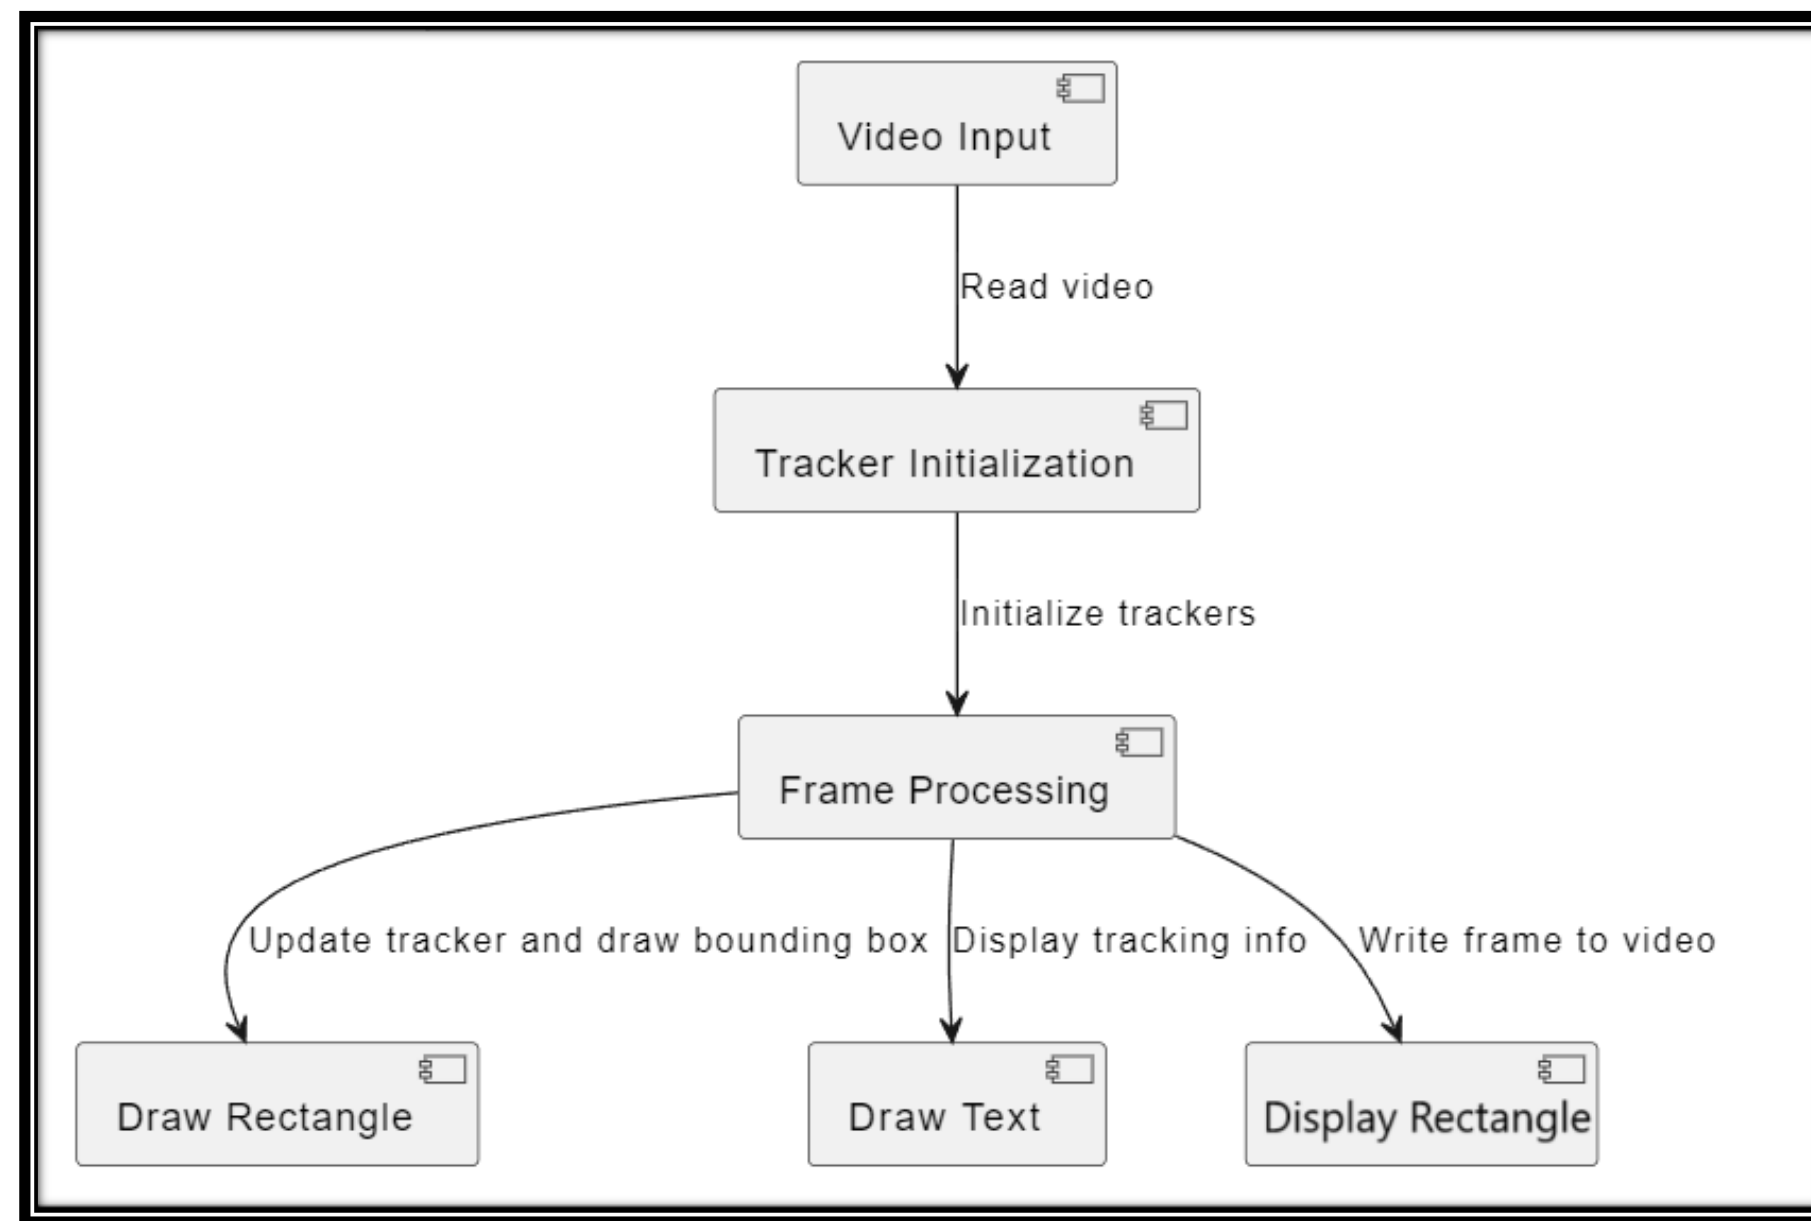 Video Input
Read video
Tracker Initialization
Initialize trackers
Frame Processing
Update tracker and draw bounding box
Display tracking info
Write frame to video
Draw Rectangle
Draw Text
Display Rectangle